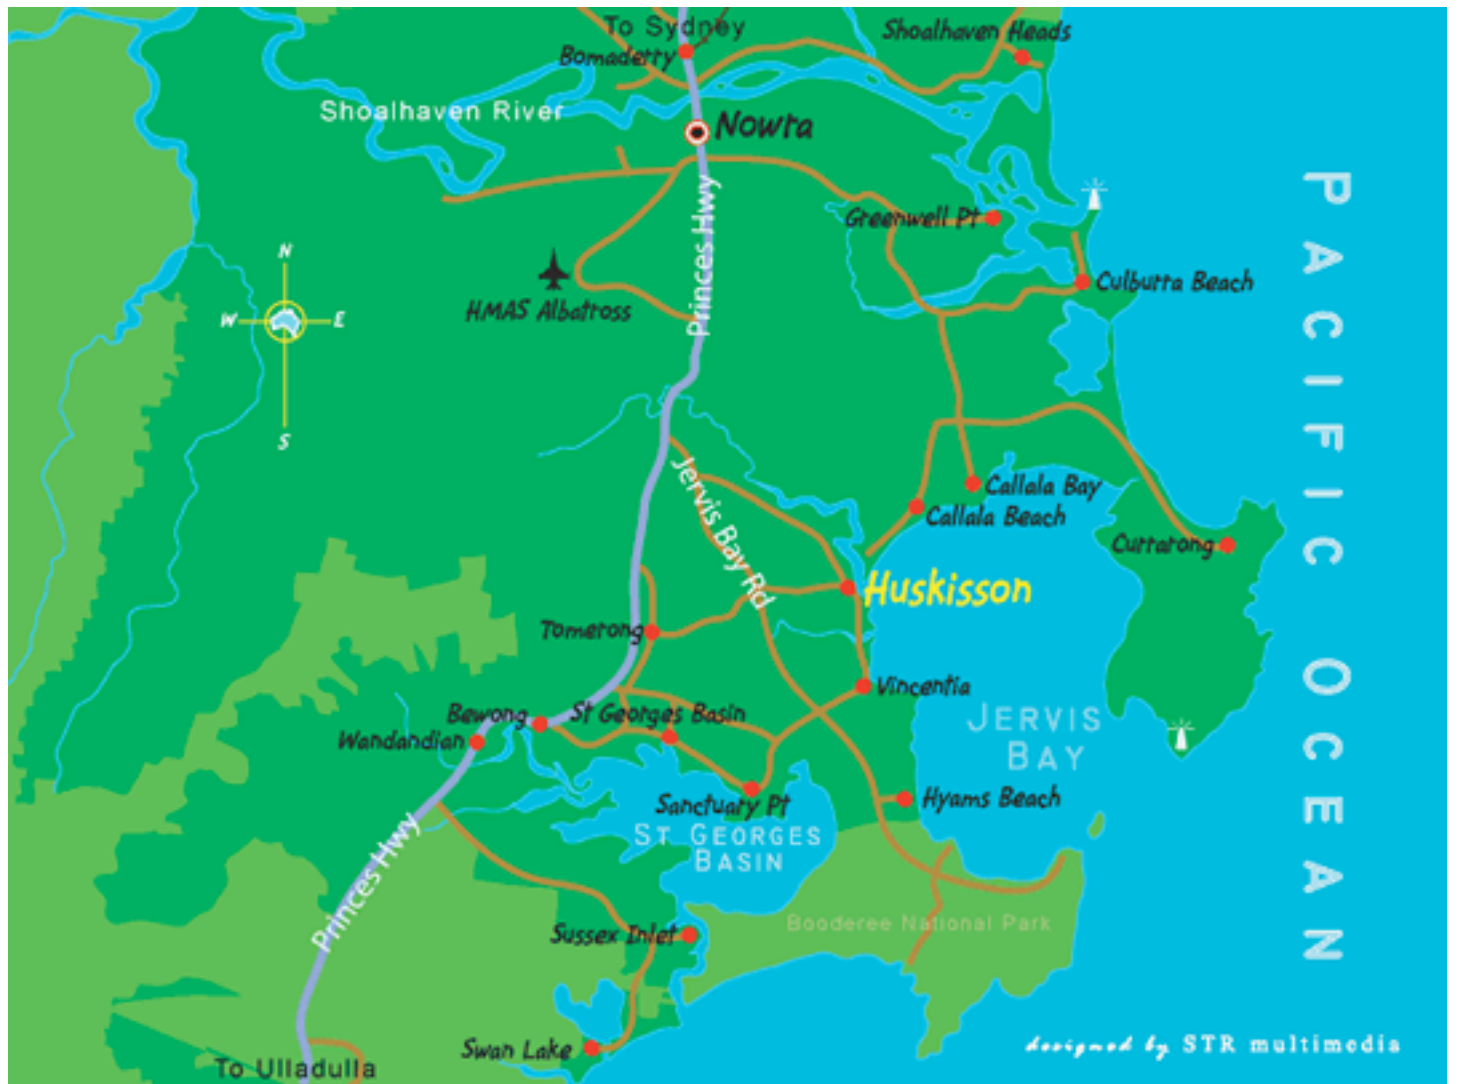 To Sydney
Shoalhaven Heads
Bomaderry
Shoalhaven River
Nowra
Princes Hwy
Greenwell Pt
HMAS Albatross
Culburra Beach
N
W
E
S
PACIFIC OCEAN
Jervis Bay Rd
Callala Bay
Callala Beach
Currarong
Huskisson
Tomerong
Vincentia
Bewong
St Georges Basin
Wandandian
JERVIS
BAY
Sanctuary Pt
Hyams Beach
ST GEORGES
BASIN
Princes Hwy
Booderee National Park
Sussex Inlet
Swan Lake
To Ulladulla
designed by STR multimedia